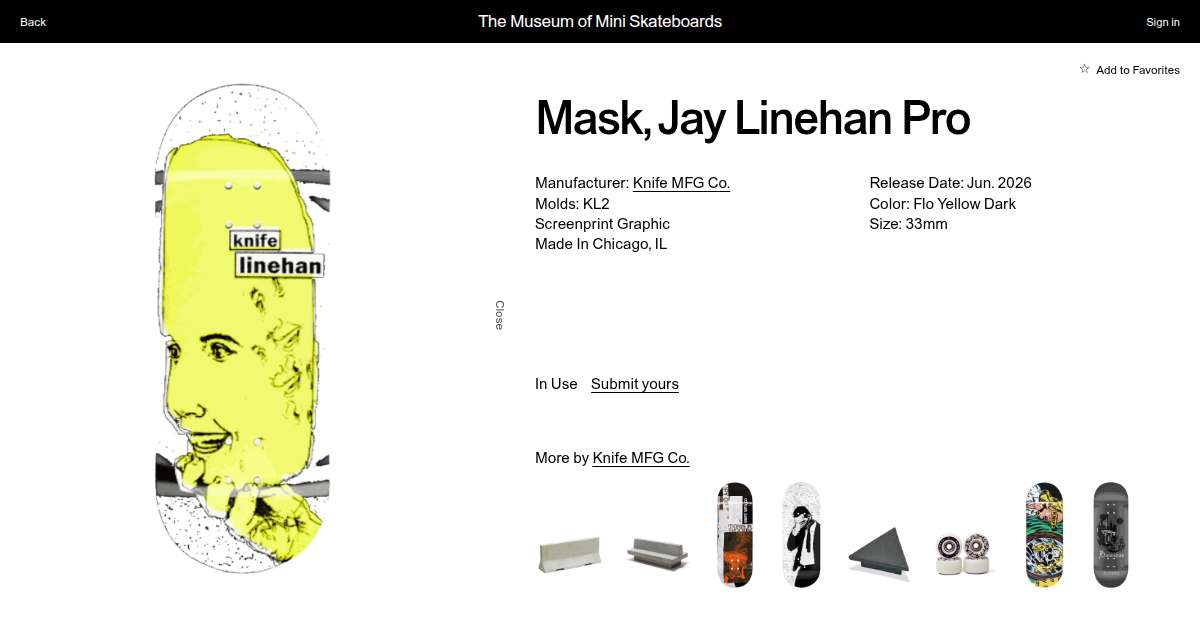 Back
The Museum of Mini Skateboards
Sign in
☆ Add to Favorites
Mask, Jay Linehan Pro
Manufacturer: Knife MFG Co.
Molds: KL2
Screenprint Graphic
Made In Chicago, IL
Release Date: Jun. 2026
Color: Flo Yellow Dark
Size: 33mm
knife
linehan
Close
In Use Submit yours
More by Knife MFG Co.